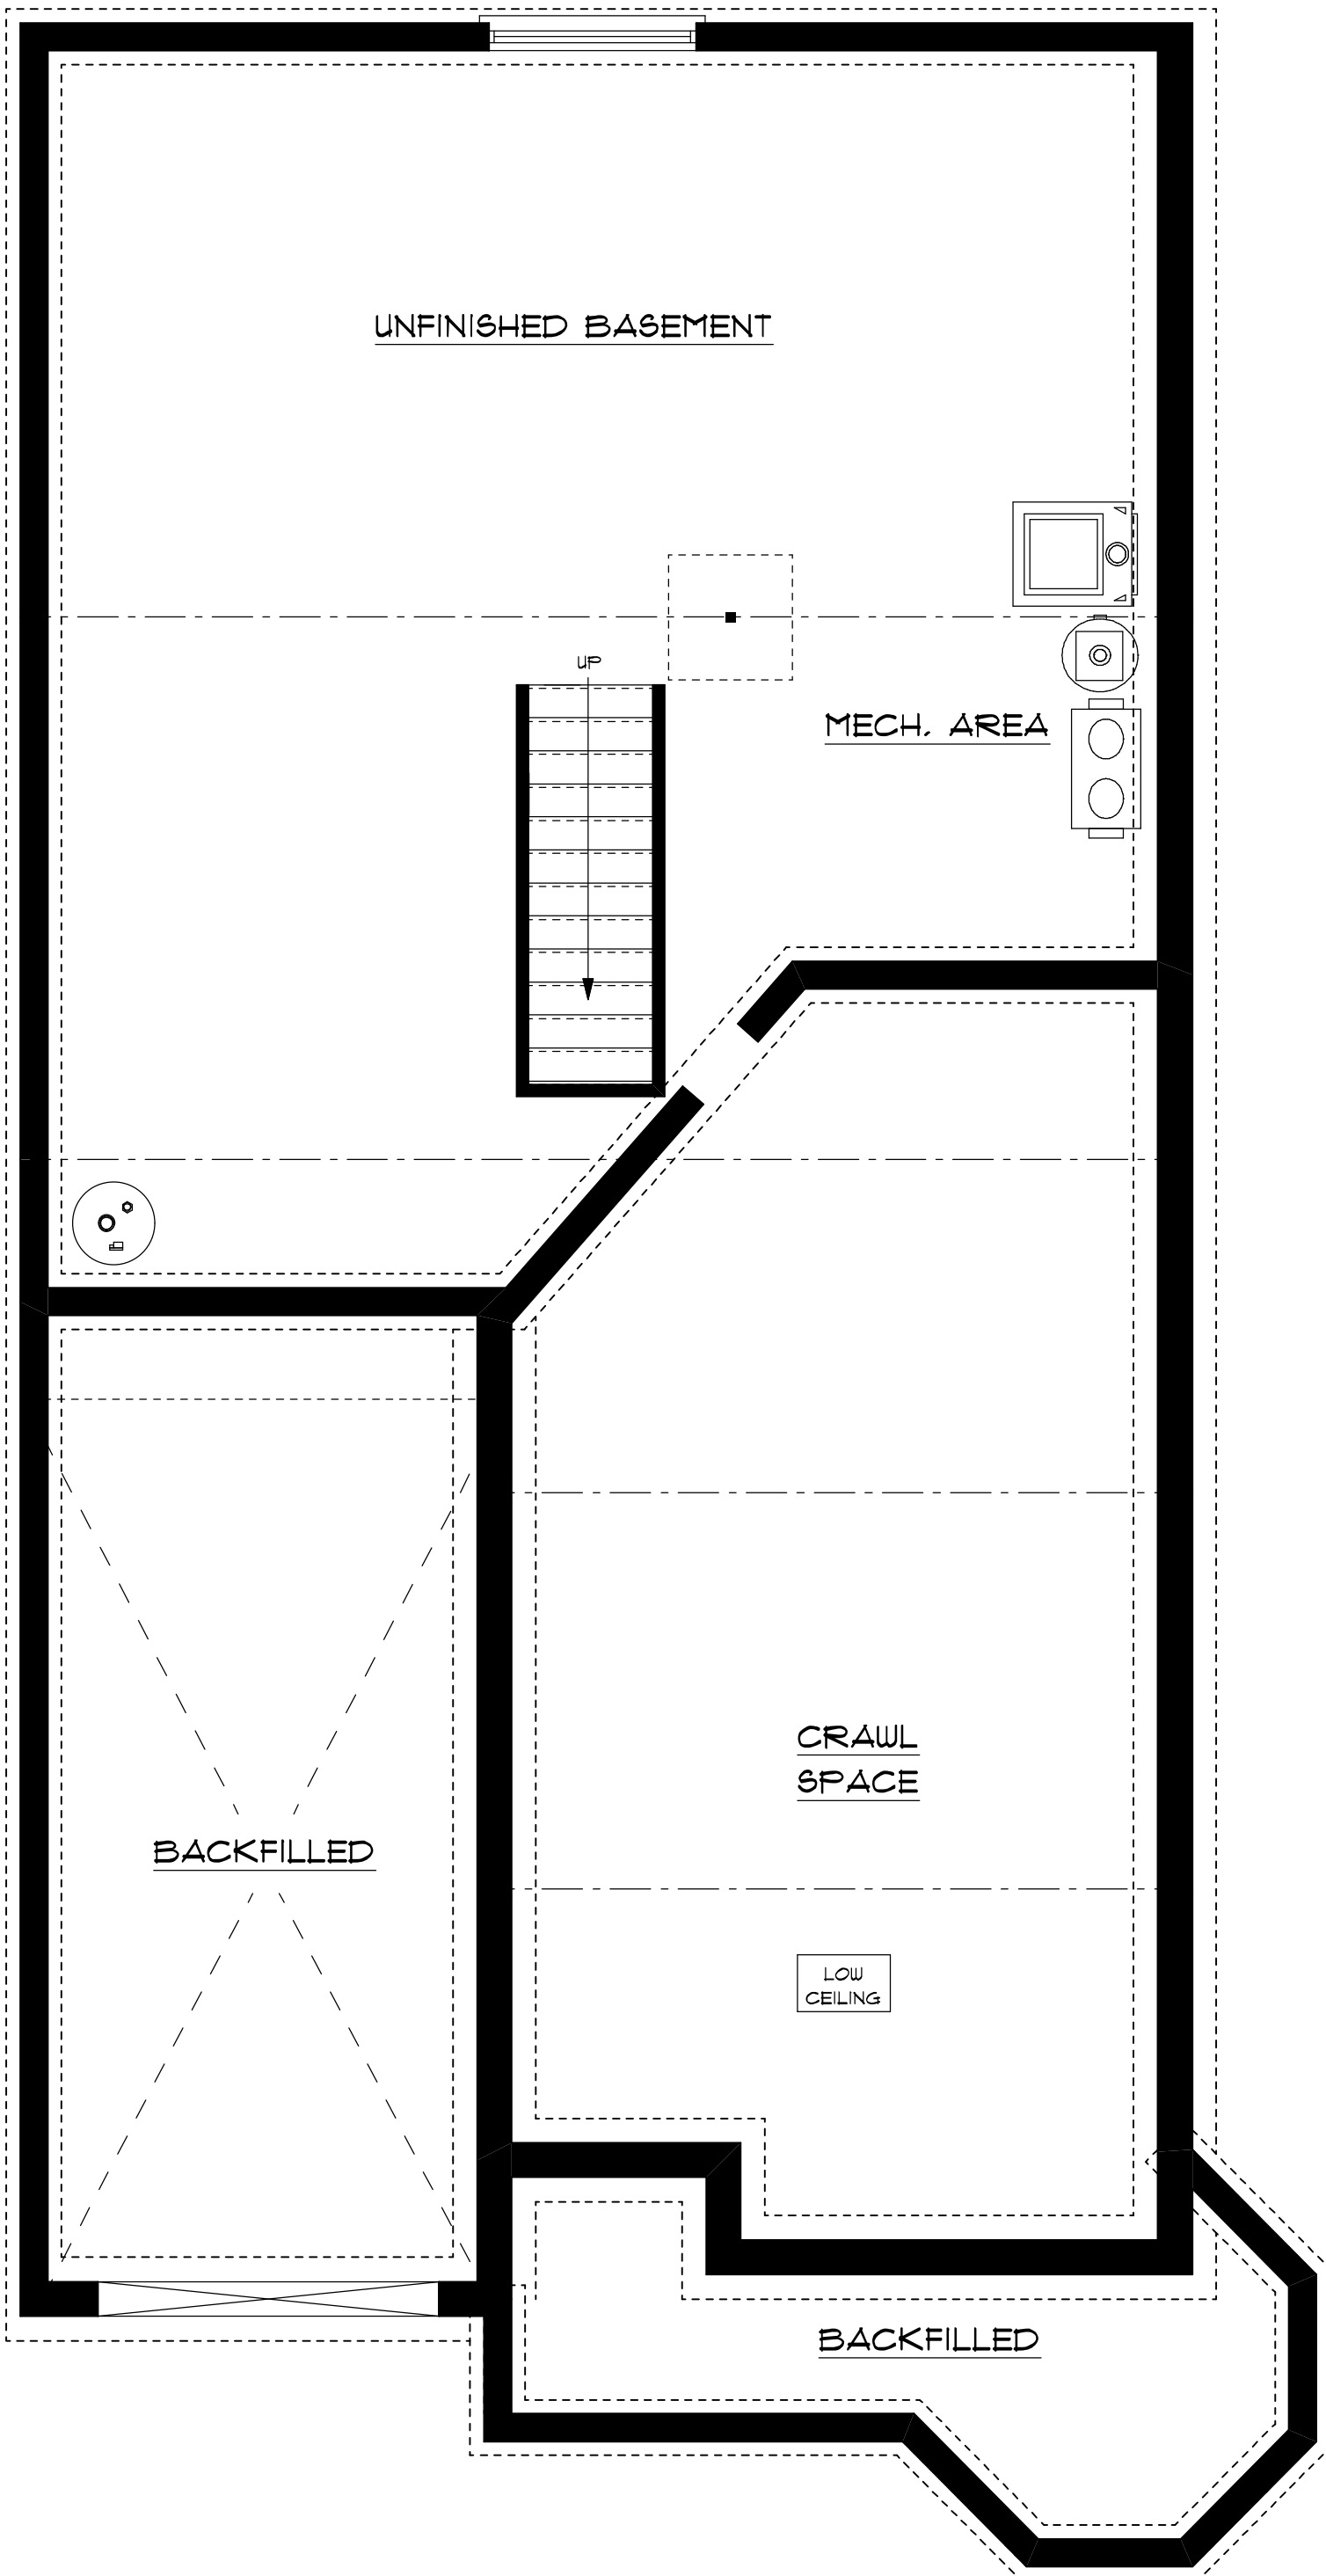 UNFINISHED BASEMENT
UP
MECH. AREA
CRAWL
SPACE
BACKFILLED
LOW
CEILING
BACKFILLED